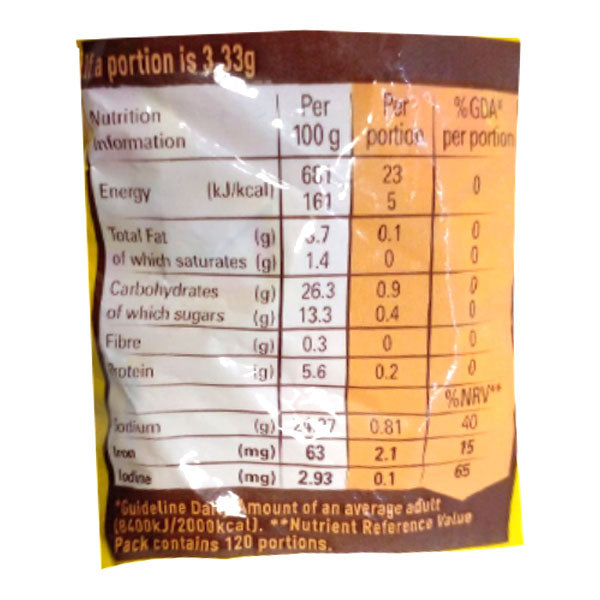 If a portion is 3.33g
Nutrition Information Per 100 g Per portion %GDA* per portion
Energy (kJ/kcal) 681 161 23 5 0
Total Fat (g) 3.7 0.1 0
of which saturates (g) 1.4 0 0
Carbohydrates (g) 26.3 0.9 0
of which sugars (g) 13.3 0.4 0
Fibre (g) 0.3 0 0
Protein (g) 5.6 0.2 0
%NRV**
Sodium (g) 0.81 40
Iron (mg) 63 2.1 15
Iodine (mg) 2.93 0.1 65
*Guideline Daily Amount of an average adult
(8400kJ/2000kcal). **Nutrient Reference Value
Pack contains 120 portions.